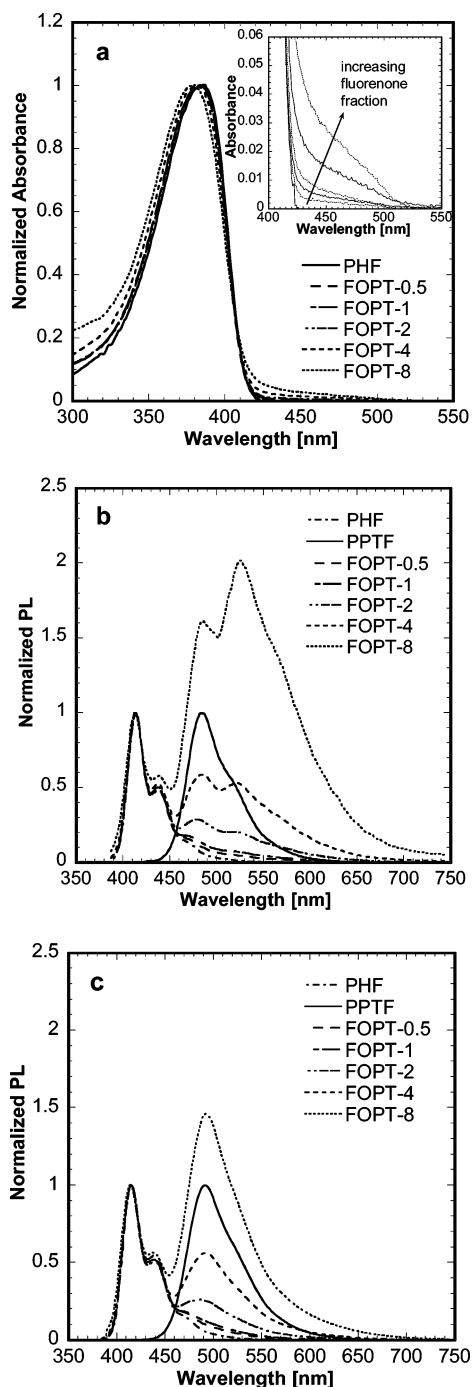 a
Normalized Absorbance
1
0.8
0.6
0.4
0.2
0
300 350 400 450 500 550
Wavelength [nm]
Absorbance
0.06
0.05
0.04
0.03
0.02
0.01
0
400 450 500 550
Wavelength [nm]
increasing
fluorenone
fraction
PHF
FOPT-0.5
FOPT-1
FOPT-2
FOPT-4
FOPT-8
b
Normalized PL
2.5
2
1.5
1
0.5
0
350 400 450 500 550 600 650 700 750
Wavelength [nm]
PHF
PPTF
FOPT-0.5
FOPT-1
FOPT-2
FOPT-4
FOPT-8
c
Normalized PL
2.5
2
1.5
1
0.5
0
350 400 450 500 550 600 650 700 750
Wavelength [nm]
PHF
PPTF
FOPT-0.5
FOPT-1
FOPT-2
FOPT-4
FOPT-8